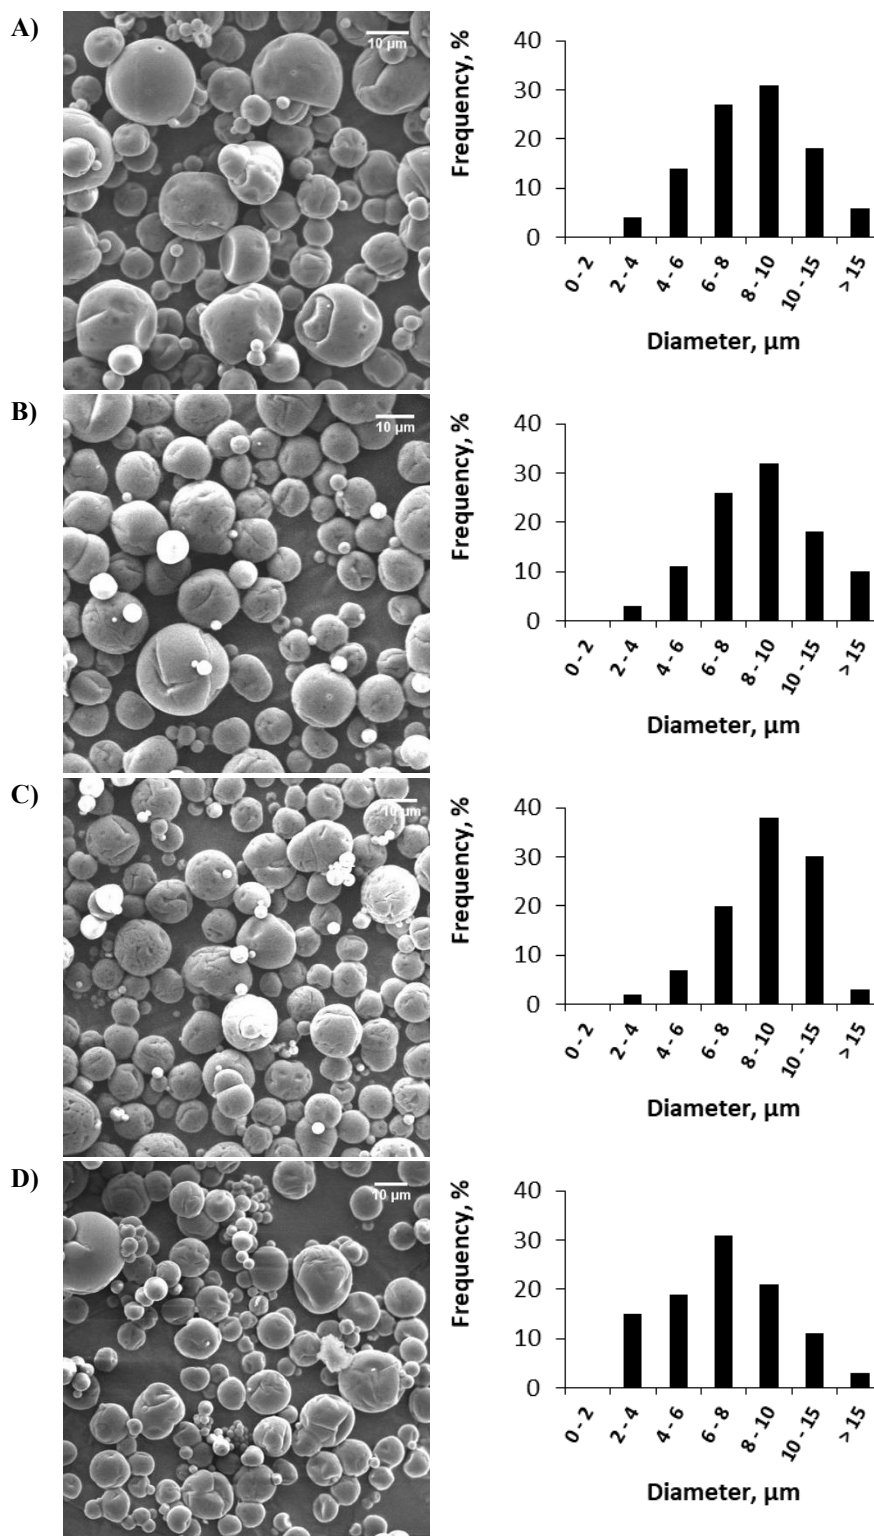 A)
10 µm
Frequency, %
40
30
20
10
0
0 - 2
2 - 4
4 - 6
6 - 8
8 - 10
10 - 15
> 15
Diameter, µm
B)
10 µm
Frequency, %
40
30
20
10
0
0 - 2
2 - 4
4 - 6
6 - 8
8 - 10
10 - 15
> 15
Diameter, µm
C)
10 µm
Frequency, %
40
30
20
10
0
0 - 2
2 - 4
4 - 6
6 - 8
8 - 10
10 - 15
> 15
Diameter, µm
D)
10 µm
Frequency, %
40
30
20
10
0
0 - 2
2 - 4
4 - 6
6 - 8
8 - 10
10 - 15
> 15
Diameter, µm